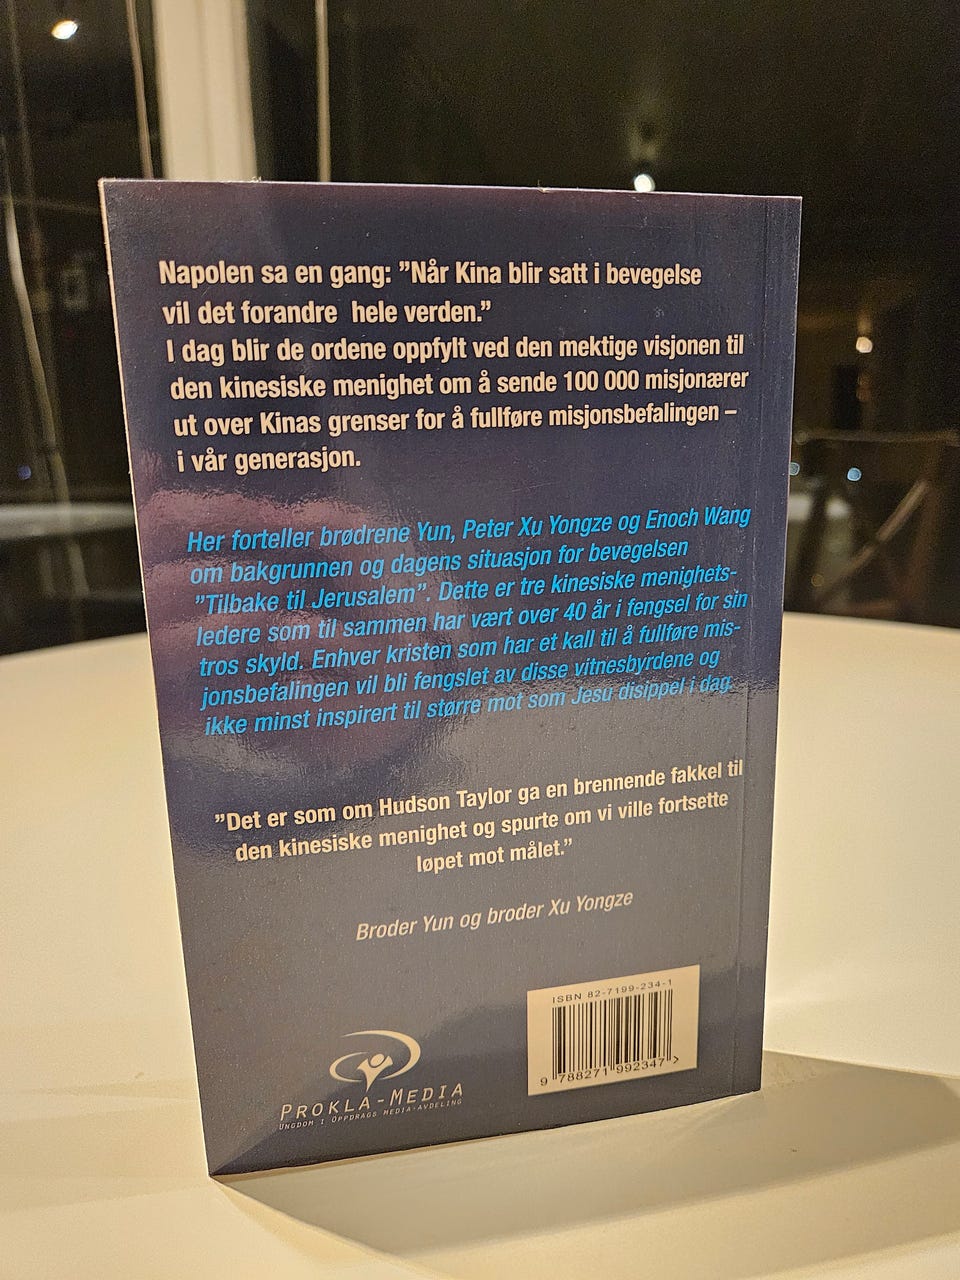 Napolen sa en gang: ”Når Kina blir satt i bevegelse
vil det forandre hele verden.”
I dag blir de ordene oppfylt ved den mektige visjonen til
den kinesiske menighet om å sende 100 000 misjonærer
ut over Kinas grenser for å fullføre misjonsbefalingen –
i vår generasjon.
Her forteller brødrene Yun, Peter Xu Yongze og Enoch Wang
om bakgrunnen og dagens situasjon for bevegelsen
”Tilbake til Jerusalem”. Dette er tre kinesiske menighets-
ledere som til sammen har vært over 40 år i fengsel for sin
tros skyld. Enhver kristen som har et kall til å fullføre mis-
jonsbefalingen vil bli fengslet av disse vitnesbyrdene og
ikke minst inspirert til større mot som Jesu disippel i dag.
”Det er som om Hudson Taylor ga en brennende fakkel til
den kinesiske menighet og spurte om vi ville fortsette
løpet mot målet.”
Broder Yun og broder Xu Yongze
ISBN 82-7199-234-1
9 788271 992347 >
PROKLA-MEDIA
UNGDOM I OPPDRAGS MEDIA-AVDELING